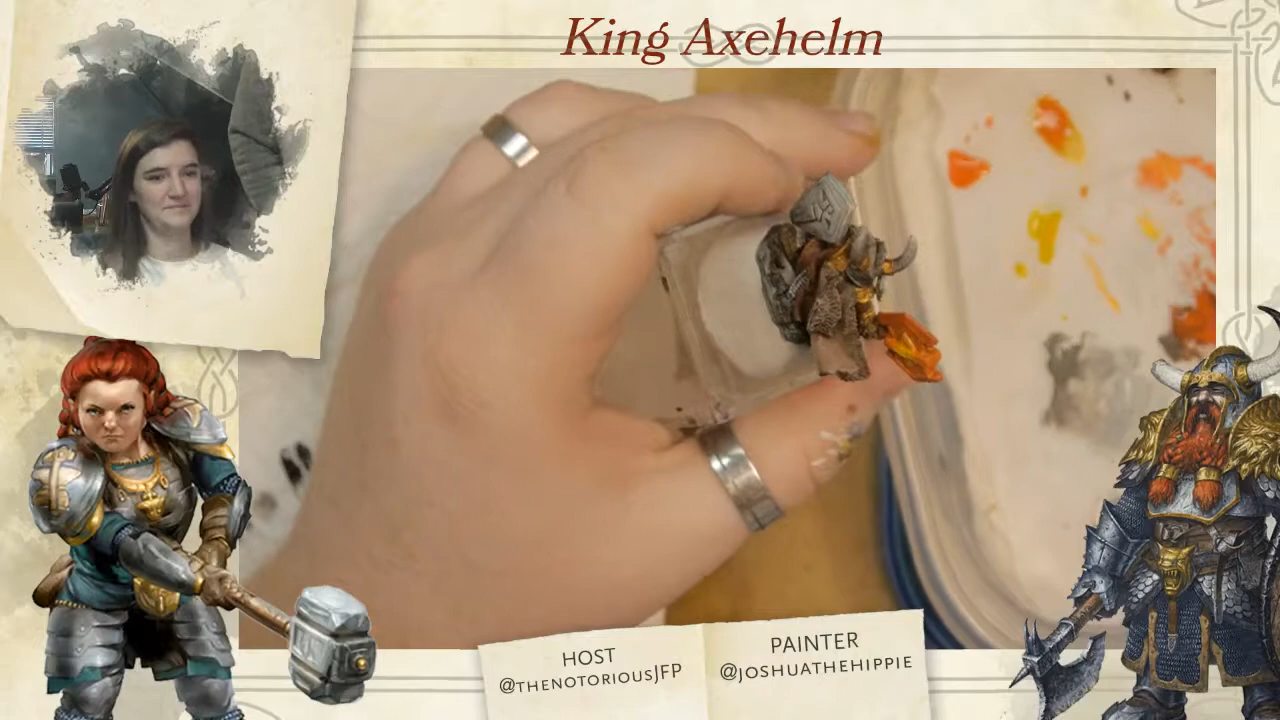 King Axehelm
HOST
@THENOTORIOUSJFP
PAINTER
@JOSHUATHEHIPPIE